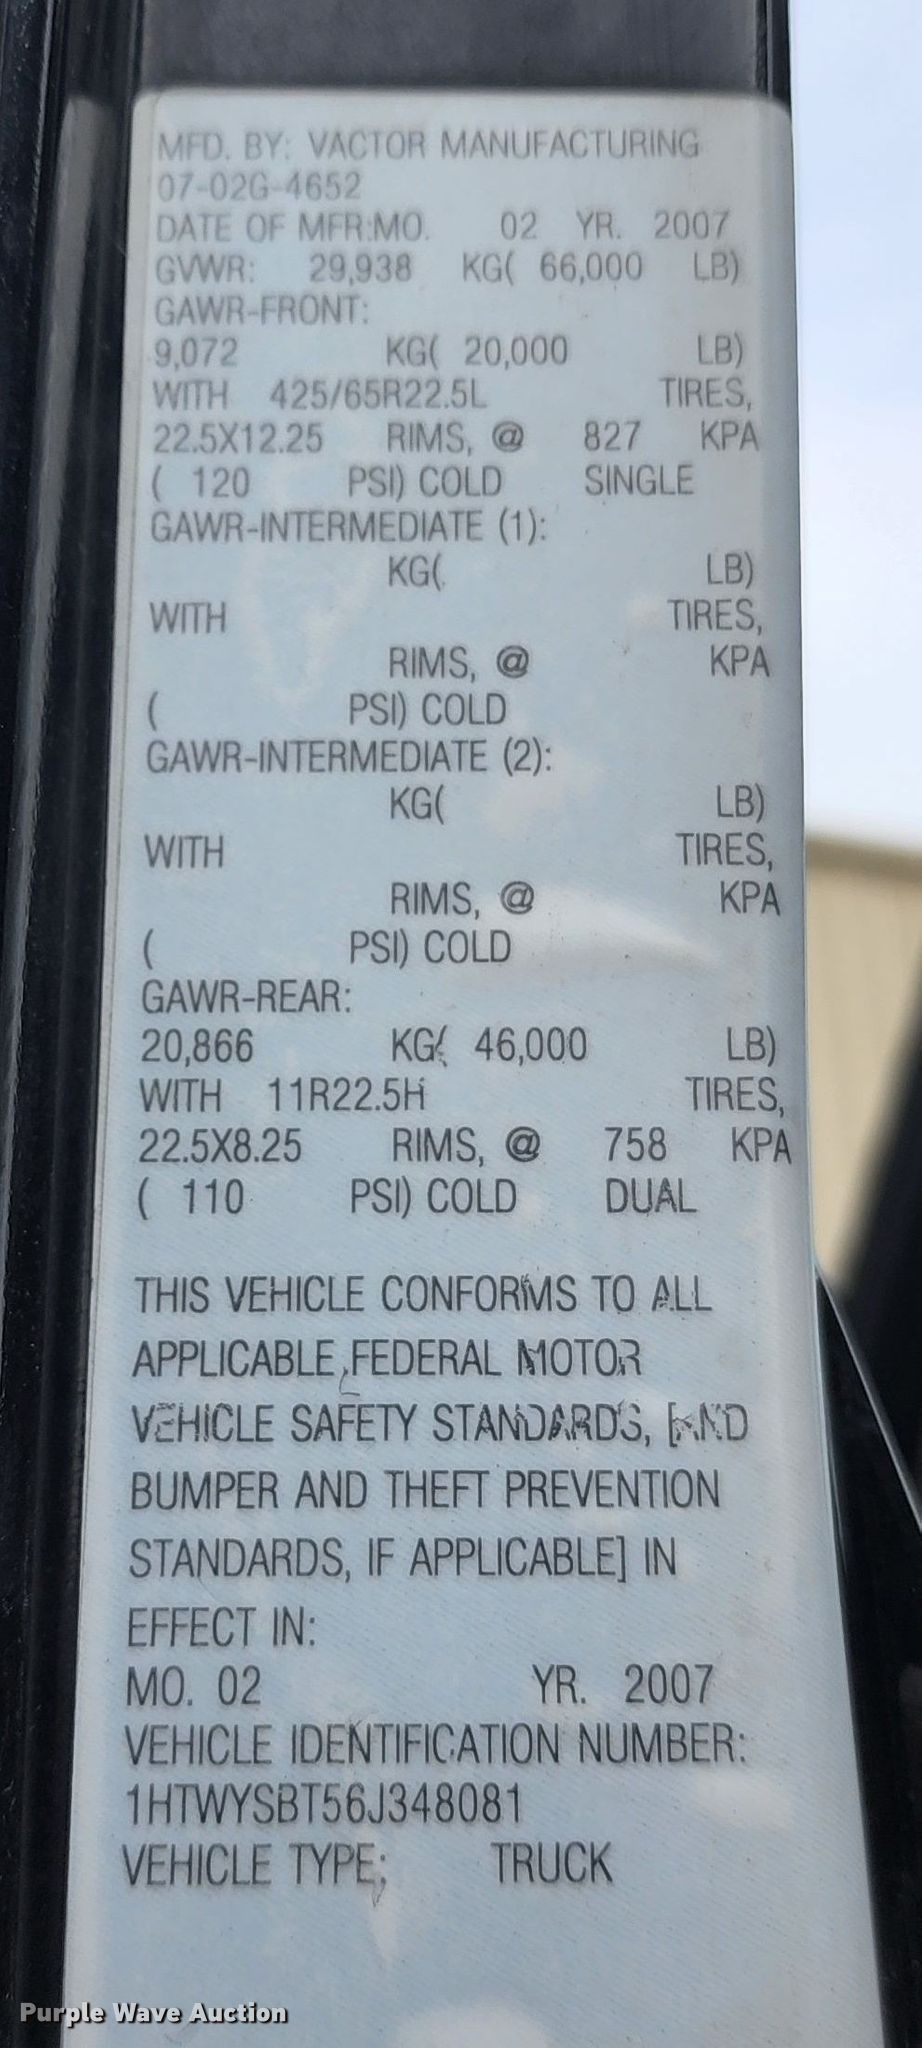 MFD. BY: VACTOR MANUFACTURING
07-02G-4652
DATE OF MFR:MO. 02 YR. 2007
GVWR: 29,938 KG( 66,000 LB)
GAWR-FRONT:
9,072 KG( 20,000 LB)
WITH 425/65R22.5L TIRES,
22.5X12.25 RIMS, @ 827 KPA
( 120 PSI) COLD SINGLE
GAWR-INTERMEDIATE (1):
KG( LB)
WITH TIRES,
RIMS, @ KPA
( PSI) COLD
GAWR-INTERMEDIATE (2):
KG( LB)
WITH TIRES,
RIMS, @ KPA
( PSI) COLD
GAWR-REAR:
20,866 KG( 46,000 LB)
WITH 11R22.5H TIRES,
22.5X8.25 RIMS, @ 758 KPA
( 110 PSI) COLD DUAL
THIS VEHICLE CONFORMS TO ALL
APPLICABLE FEDERAL MOTOR
VEHICLE SAFETY STANDARDS, [AND
BUMPER AND THEFT PREVENTION
STANDARDS, IF APPLICABLE] IN
EFFECT IN:
MO. 02 YR. 2007
VEHICLE IDENTIFICATION NUMBER:
1HTWYSBT56J348081
VEHICLE TYPE: TRUCK
Purple Wave Auction